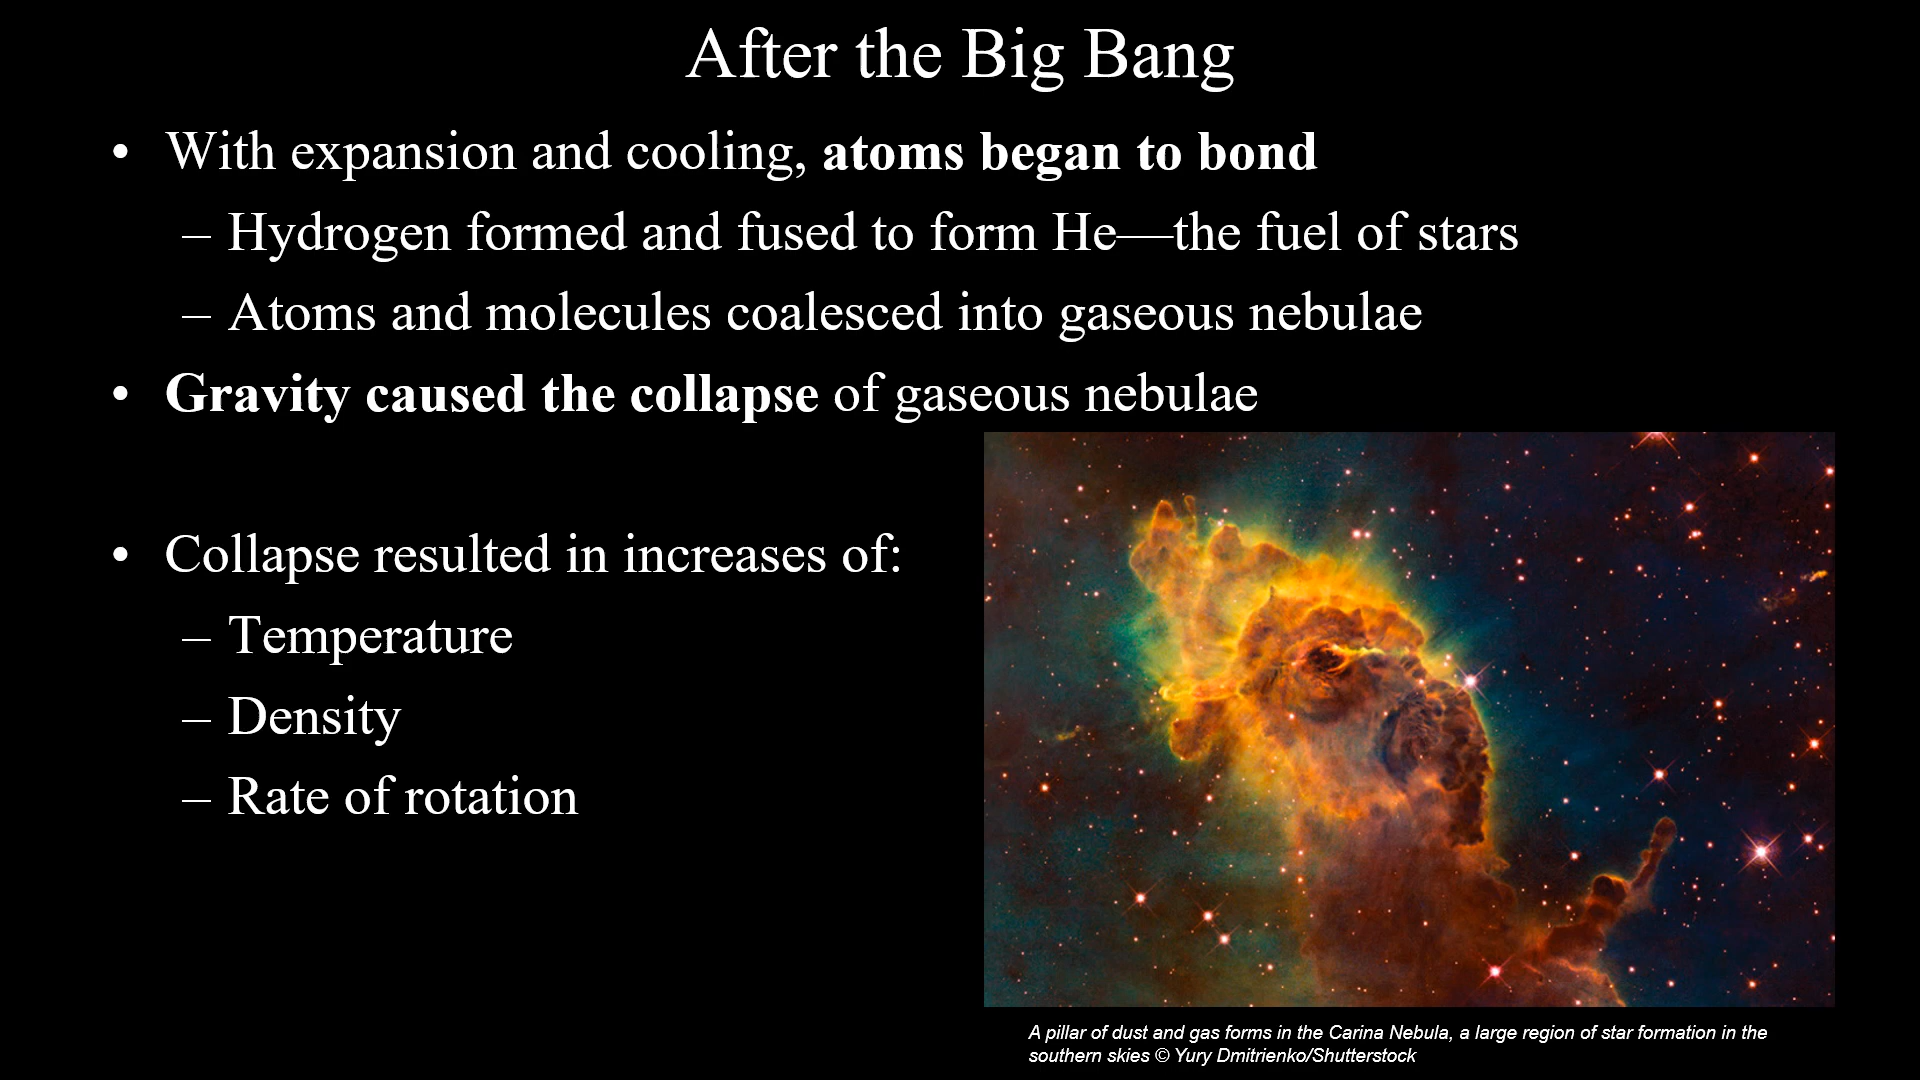 After the Big Bang
• With expansion and cooling, atoms began to bond
– Hydrogen formed and fused to form He—the fuel of stars
– Atoms and molecules coalesced into gaseous nebulae
• Gravity caused the collapse of gaseous nebulae
• Collapse resulted in increases of:
– Temperature
– Density
– Rate of rotation
A pillar of dust and gas forms in the Carina Nebula, a large region of star formation in the
southern skies © Yury Dmitrienko/Shutterstock